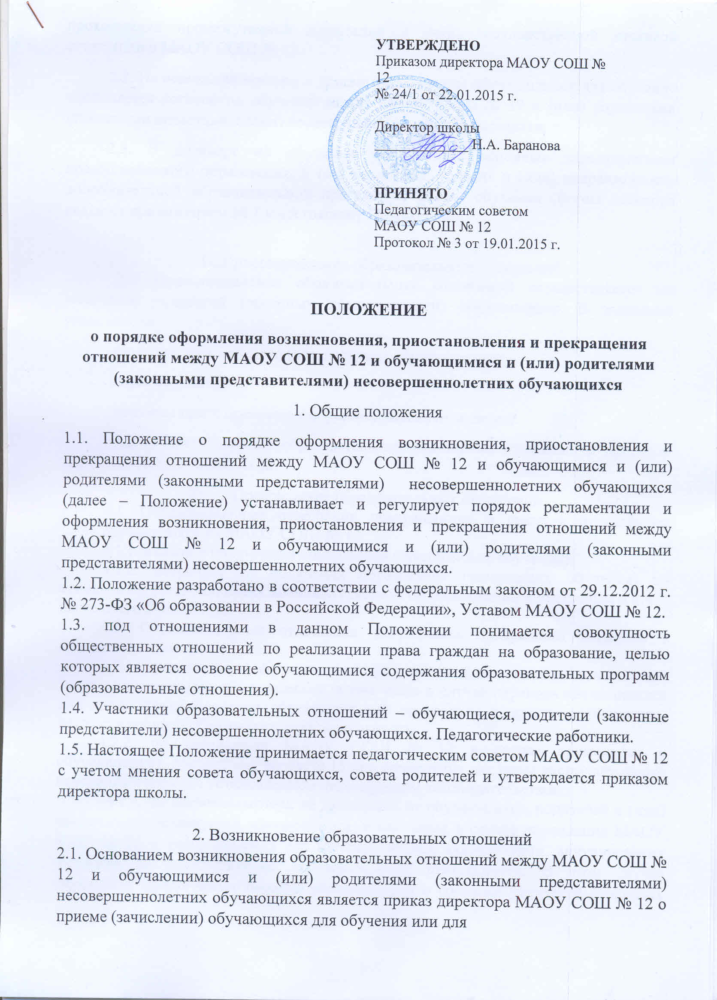 УТВЕРЖДЕНО
Приказом директора МАОУ СОШ №
12
№ 24/1 от 22.01.2015 г.
Директор школы
Н.А. Баранова
ПРИНЯТО
Педагогическим советом
МАОУ СОШ № 12
Протокол № 3 от 19.01.2015 г.
ПОЛОЖЕНИЕ
о порядке оформления возникновения, приостановления и прекращения
отношений между МАОУ СОШ № 12 и обучающимися и (или) родителями
(законными представителями) несовершеннолетних обучающихся
1. Общие положения
1.1. Положение о порядке оформления возникновения, приостановления и
прекращения отношений между МАОУ СОШ № 12 и обучающимися и (или)
родителями (законными представителями) несовершеннолетних обучающихся
(далее – Положение) устанавливает и регулирует порядок регламентации и
оформления возникновения, приостановления и прекращения отношений между
МАОУ СОШ № 12 и обучающимися и (или) родителями (законными
представителями) несовершеннолетних обучающихся.
1.2. Положение разработано в соответствии с федеральным законом от 29.12.2012 г.
№ 273-ФЗ «Об образовании в Российской Федерации», Уставом МАОУ СОШ № 12.
1.3. под отношениями в данном Положении понимается совокупность
общественных отношений по реализации права граждан на образование, целью
которых является освоение обучающимися содержания образовательных программ
(образовательные отношения).
1.4. Участники образовательных отношений – обучающиеся, родители (законные
представители) несовершеннолетних обучающихся. Педагогические работники.
1.5. Настоящее Положение принимается педагогическим советом МАОУ СОШ № 12
с учетом мнения совета обучающихся, совета родителей и утверждается приказом
директора школы.
2. Возникновение образовательных отношений
2.1. Основанием возникновения образовательных отношений между МАОУ СОШ №
12 и обучающимися и (или) родителями (законными представителями)
несовершеннолетних обучающихся является приказ директора МАОУ СОШ № 12 о
приеме (зачислении) обучающихся для обучения или для